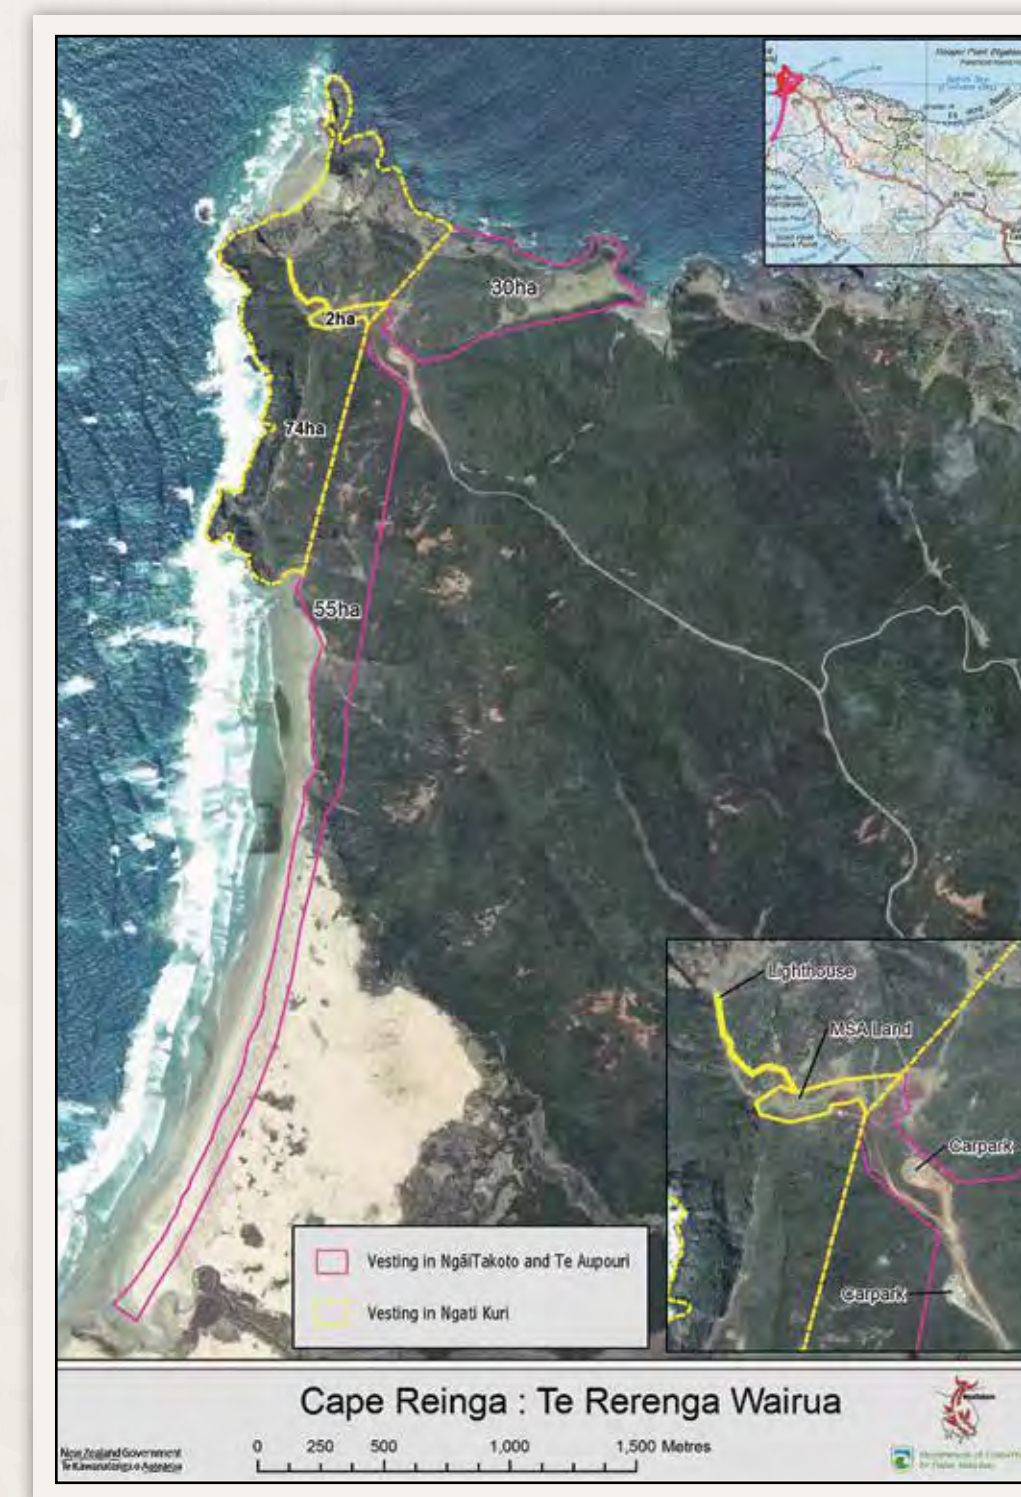 30ha
2ha
74ha
55ha
Lighthouse
MSA Land
Carpark
Carpark
Vesting in NgāiTakoto and Te Aupouri
Vesting in Ngati Kuri
Cape Reinga : Te Rerenga Wairua
New Zealand Government
0 250 500 1,000 1,500 Metres